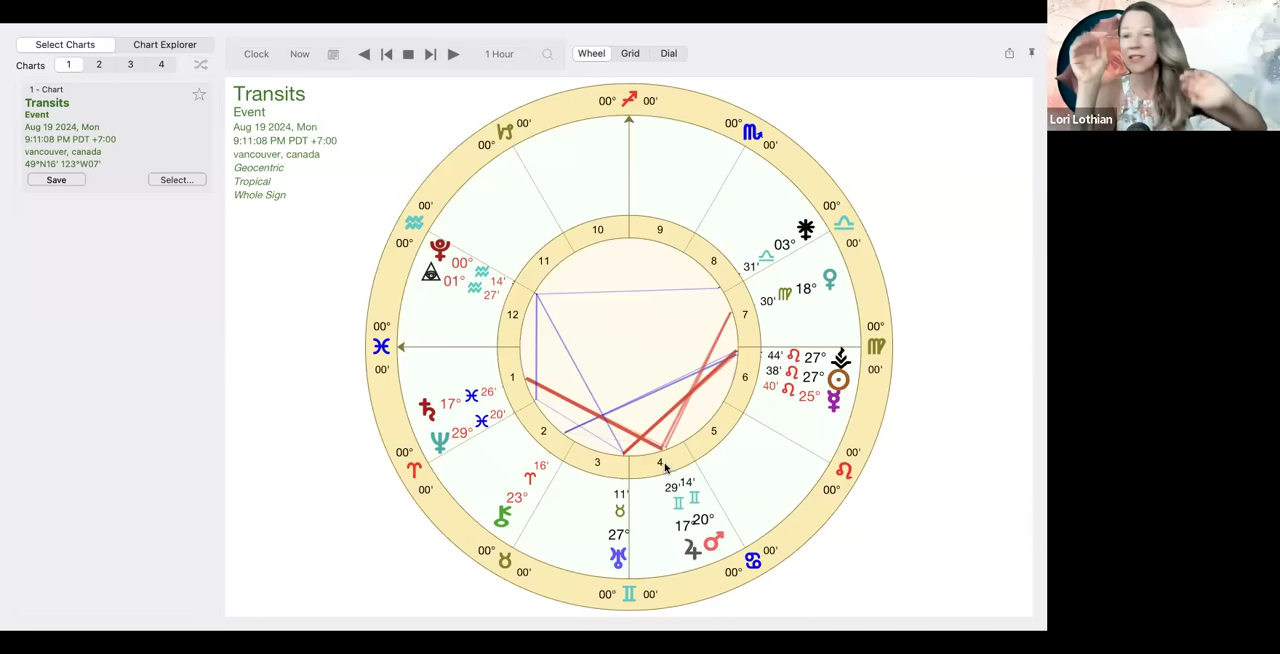 Select Charts Chart Explorer
Charts 1 2 3 4
1 - Chart
Transits
Event
Aug 19 2024, Mon
9:11:08 PM PDT +7:00
vancouver, canada
49°N16' 123°W07'
Save Select...
Clock Now 1 Hour Wheel Grid Dial
Transits
Event
Aug 19 2024, Mon
9:11:08 PM PDT +7:00
vancouver, canada
Geocentric
Tropical
Whole Sign
Lori Lothian
00° ♐ 00'
00' ♑ 00°
♏ 00'
00' ♒ 00°
00° ♎ 00'
00° ♓ 00'
00° ♍ 00'
00° ♈ 00'
00' ♌ 00°
00° ♉ 00'
00° ♊ 00'
00° ♋ 00'
10 9
11 8
12 7
1 6
2 5
3 4
00° ♒ 14'
01° ♒ 27'
03° ♎ 31'
18° ♍ 30'
44' ♌ 27°
38' ♌ 27°
40' ♌ 25°
17° ♓ 26'
29° ♓ 20'
16' ♈ 23°
11' ♉ 27°
29' ♊ 17°
14' ♊ 20°